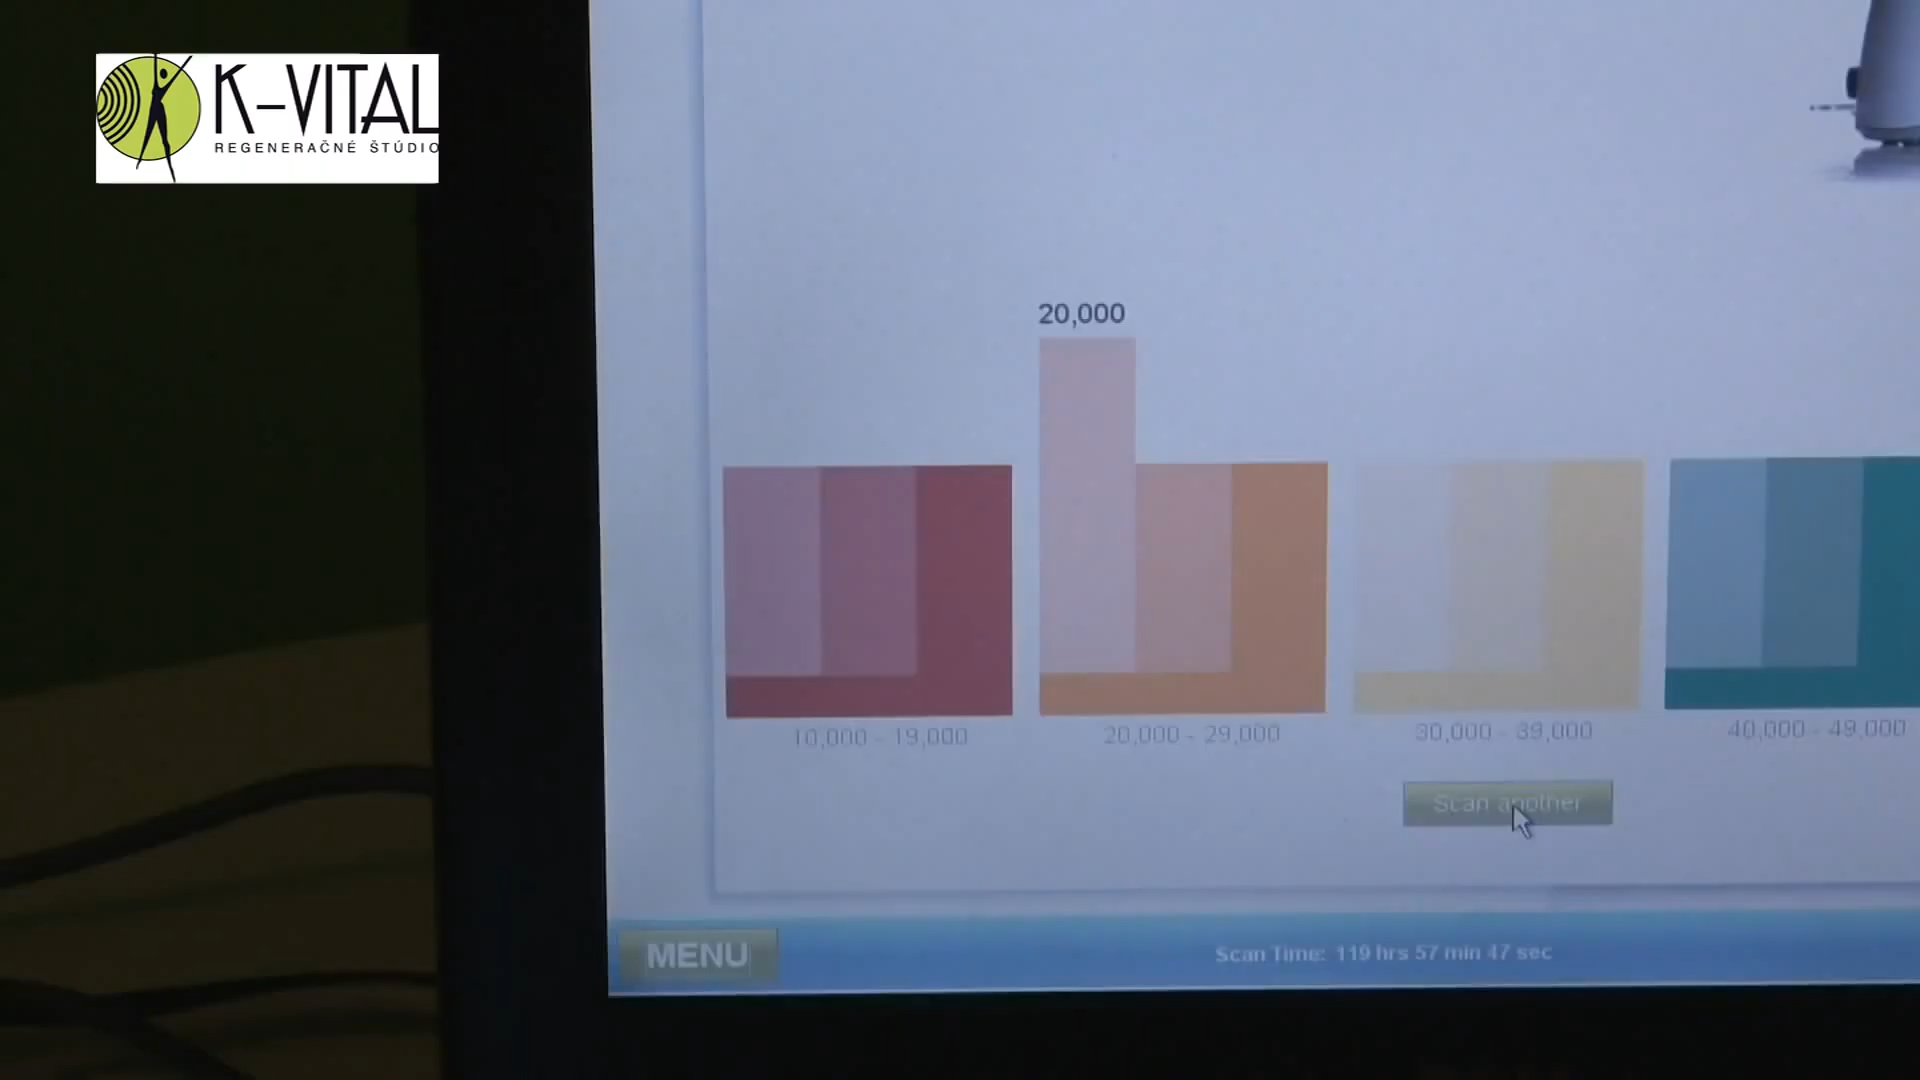 K-VITAL
REGENERAČNÉ ŠTÚDIO
20,000
10,000 - 19,000
20,000 - 29,000
30,000 - 39,000
40,000 - 49,000
Scan another
MENU
Scan Time: 119 hrs 57 min 47 sec